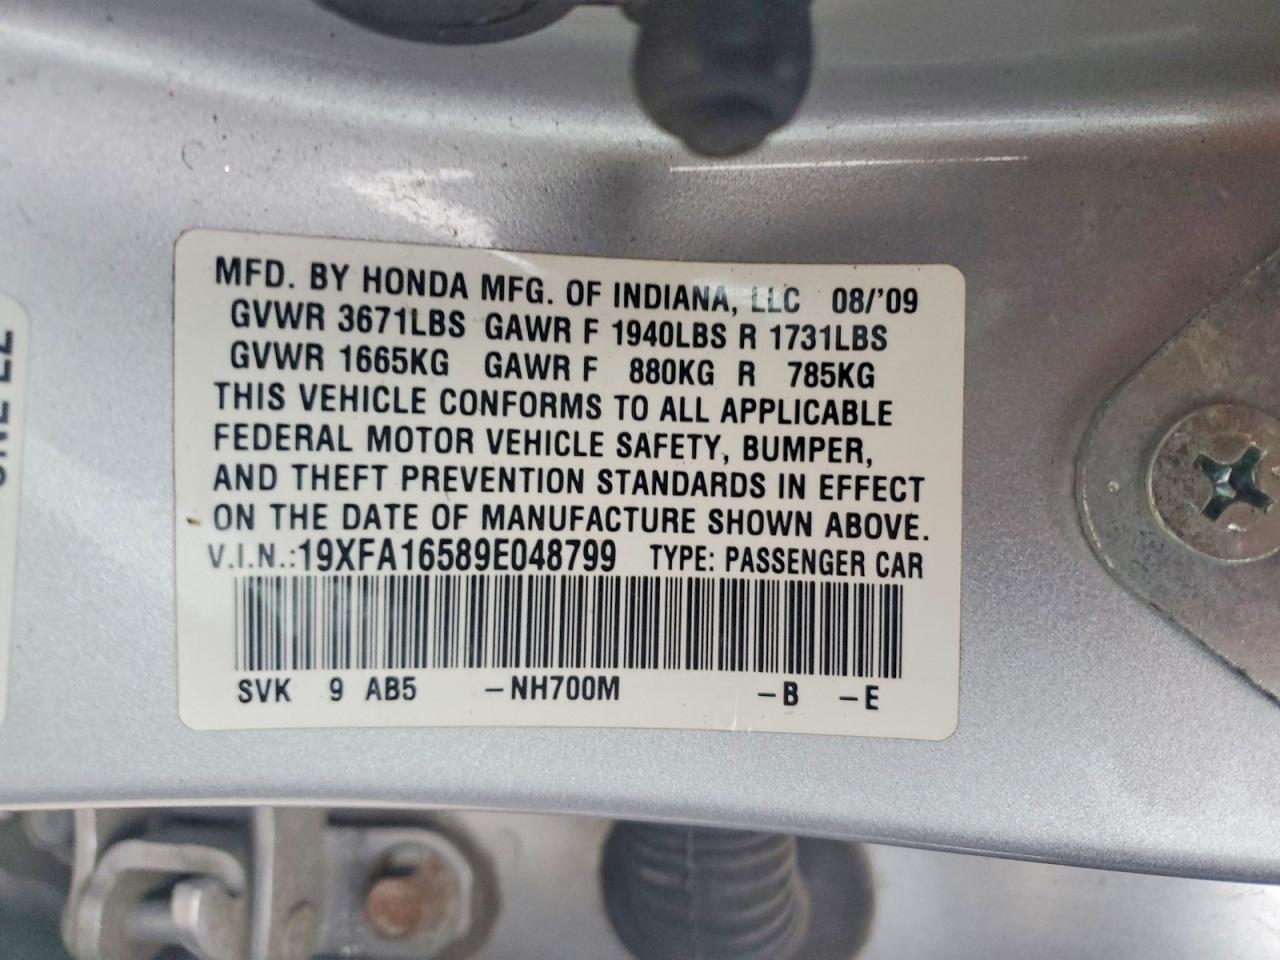 MFD. BY HONDA MFG. OF INDIANA, LLC 08/'09
GVWR 3671LBS GAWR F 1940LBS R 1731LBS
GVWR 1665KG GAWR F 880KG R 785KG
THIS VEHICLE CONFORMS TO ALL APPLICABLE
FEDERAL MOTOR VEHICLE SAFETY, BUMPER,
AND THEFT PREVENTION STANDARDS IN EFFECT
ON THE DATE OF MANUFACTURE SHOWN ABOVE.
V.I.N.:19XFA16589E048799 TYPE: PASSENGER CAR
SVK 9 AB5 -NH700M -B -E